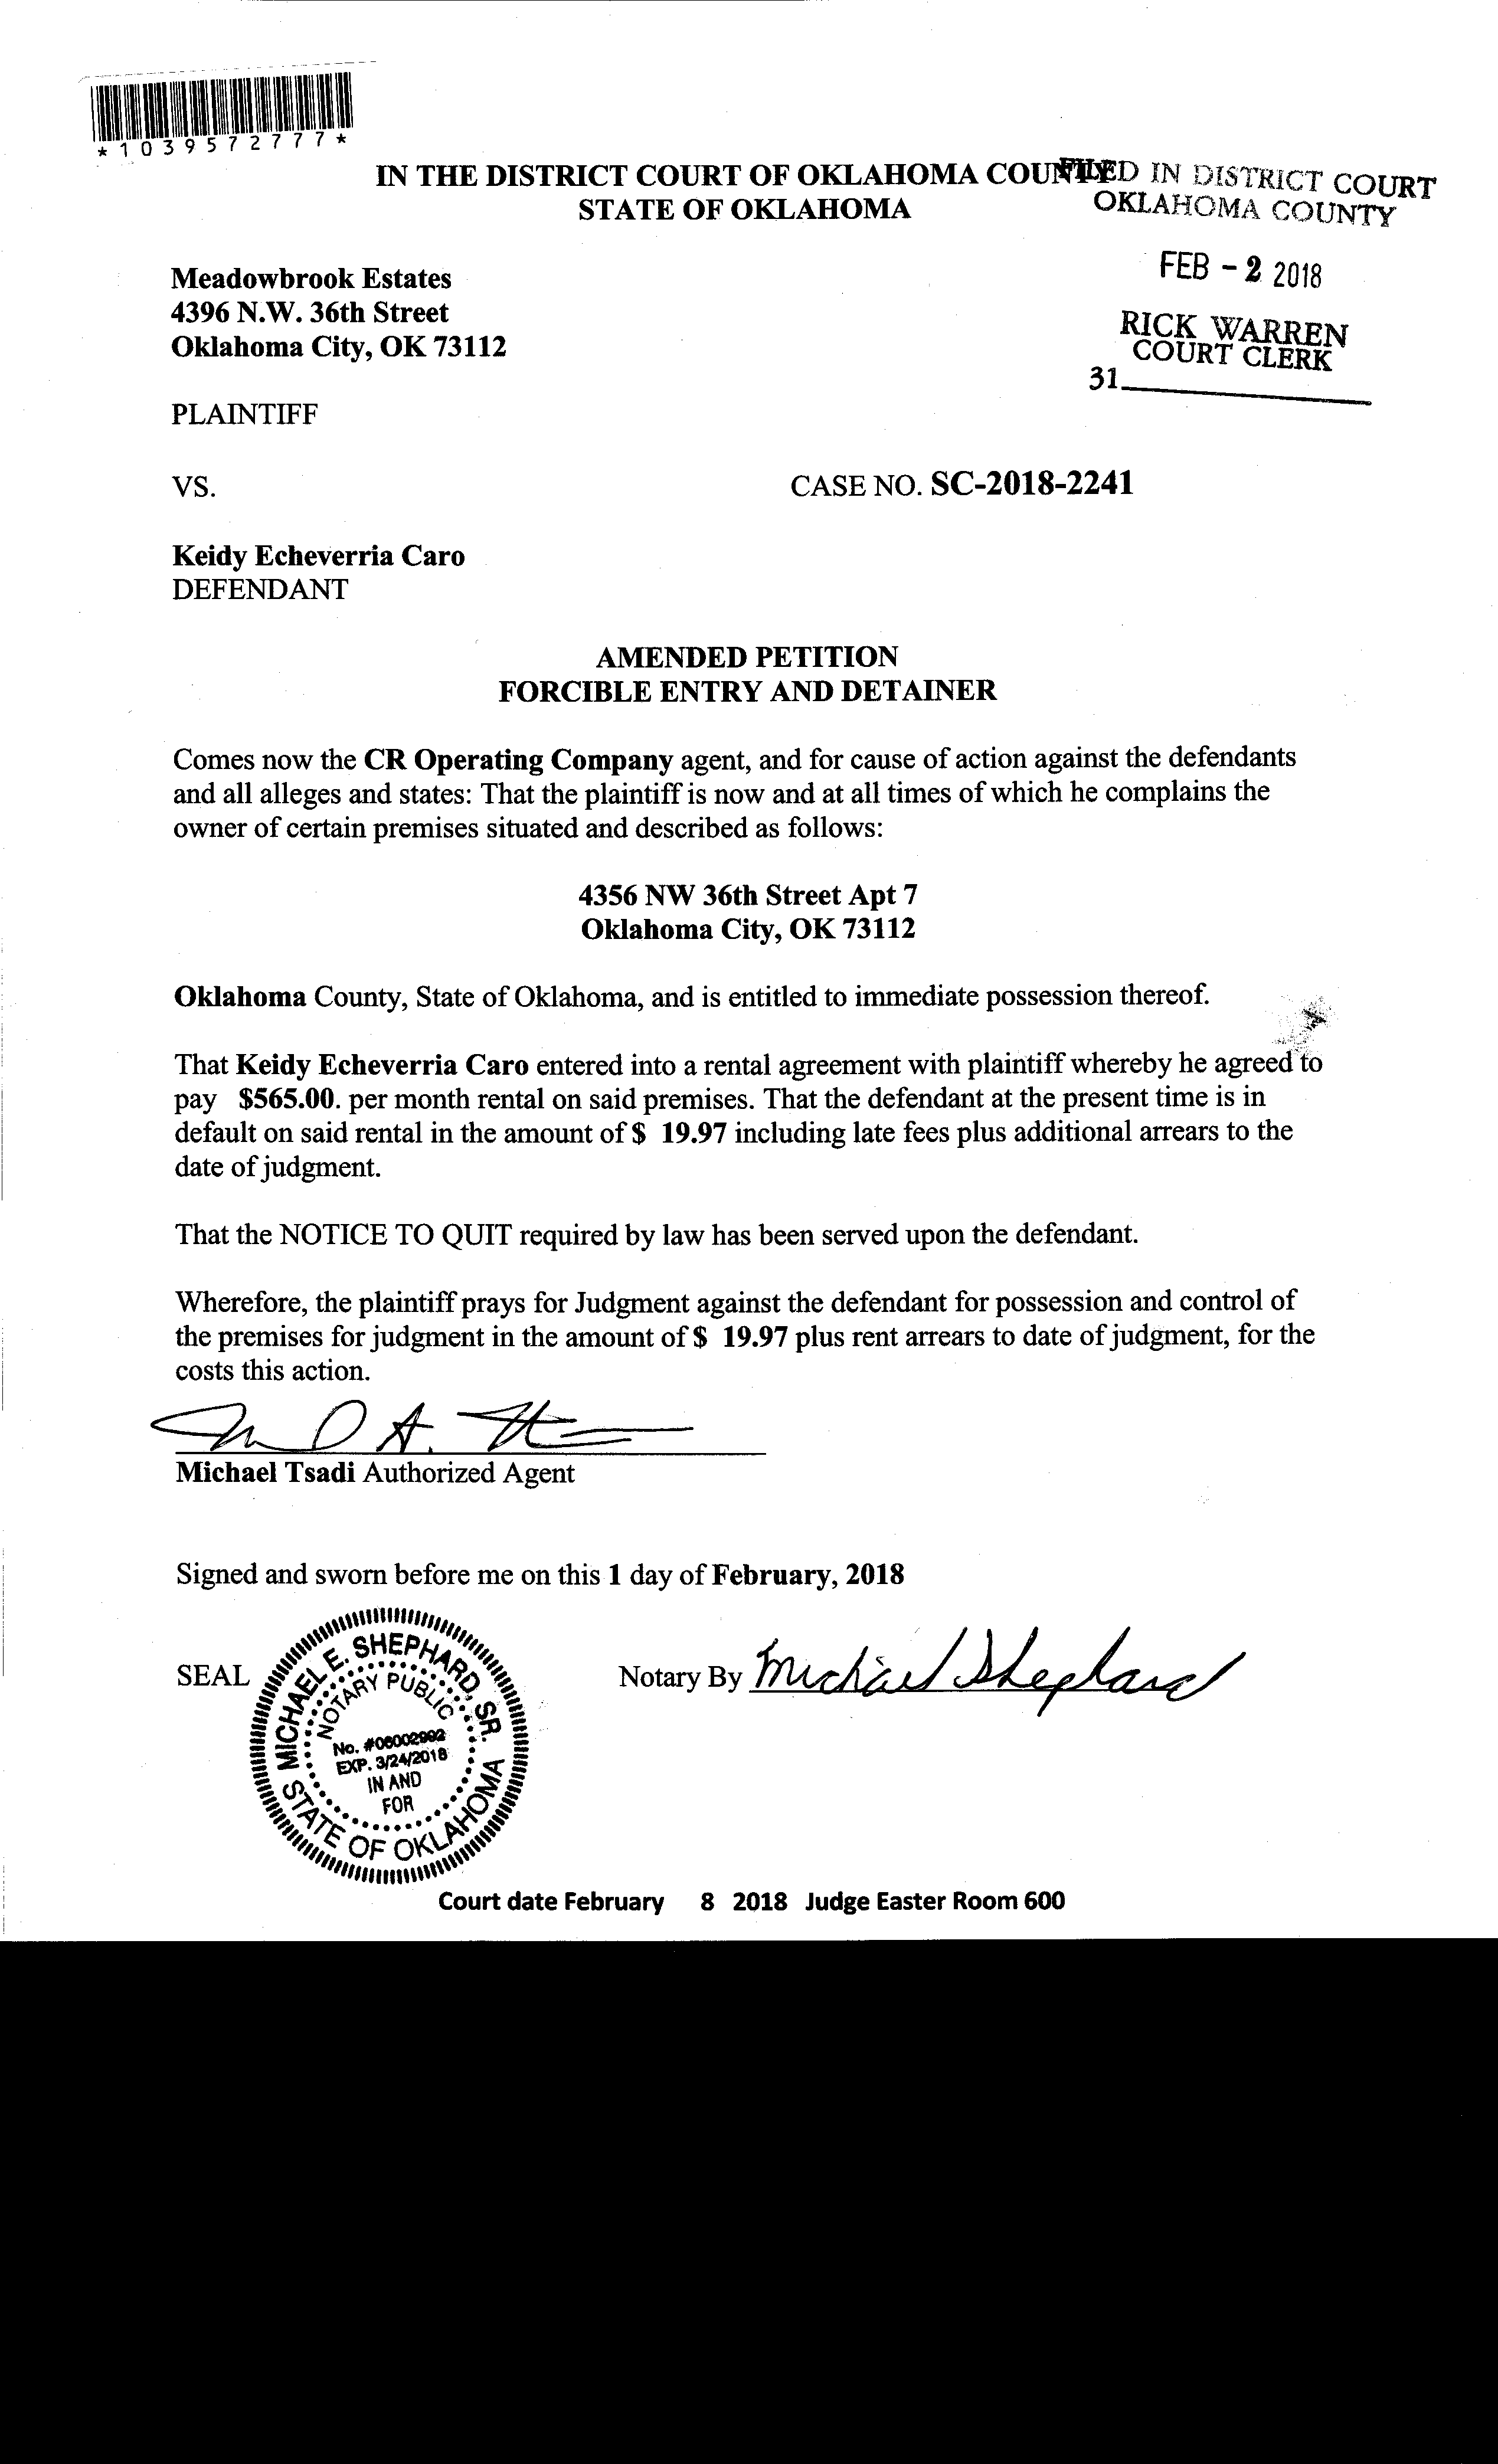 *1039572777*
IN THE DISTRICT COURT OF OKLAHOMA COUNTY
STATE OF OKLAHOMA
FILED IN DISTRICT COURT
OKLAHOMA COUNTY
FEB - 2 2018
RICK WARREN
COURT CLERK
31
Meadowbrook Estates
4396 N.W. 36th Street
Oklahoma City, OK 73112
PLAINTIFF
VS.
CASE NO. SC-2018-2241
Keidy Echeverria Caro
DEFENDANT
AMENDED PETITION
FORCIBLE ENTRY AND DETAINER
Comes now the CR Operating Company agent, and for cause of action against the defendants
and all alleges and states: That the plaintiff is now and at all times of which he complains the
owner of certain premises situated and described as follows:
4356 NW 36th Street Apt 7
Oklahoma City, OK 73112
Oklahoma County, State of Oklahoma, and is entitled to immediate possession thereof.
That Keidy Echeverria Caro entered into a rental agreement with plaintiff whereby he agreed to
pay $565.00. per month rental on said premises. That the defendant at the present time is in
default on said rental in the amount of $ 19.97 including late fees plus additional arrears to the
date of judgment.
That the NOTICE TO QUIT required by law has been served upon the defendant.
Wherefore, the plaintiff prays for Judgment against the defendant for possession and control of
the premises for judgment in the amount of $ 19.97 plus rent arrears to date of judgment, for the
costs this action.
Michael Tsadi Authorized Agent
Signed and sworn before me on this 1 day of February, 2018
SEAL
MICHAEL E. SHEPHARD, SR.
NOTARY PUBLIC
No. #06002992
EXP. 3/24/2018
IN AND
FOR
STATE OF OKLAHOMA
Notary By Michael Shephard
Court date February 8 2018 Judge Easter Room 600